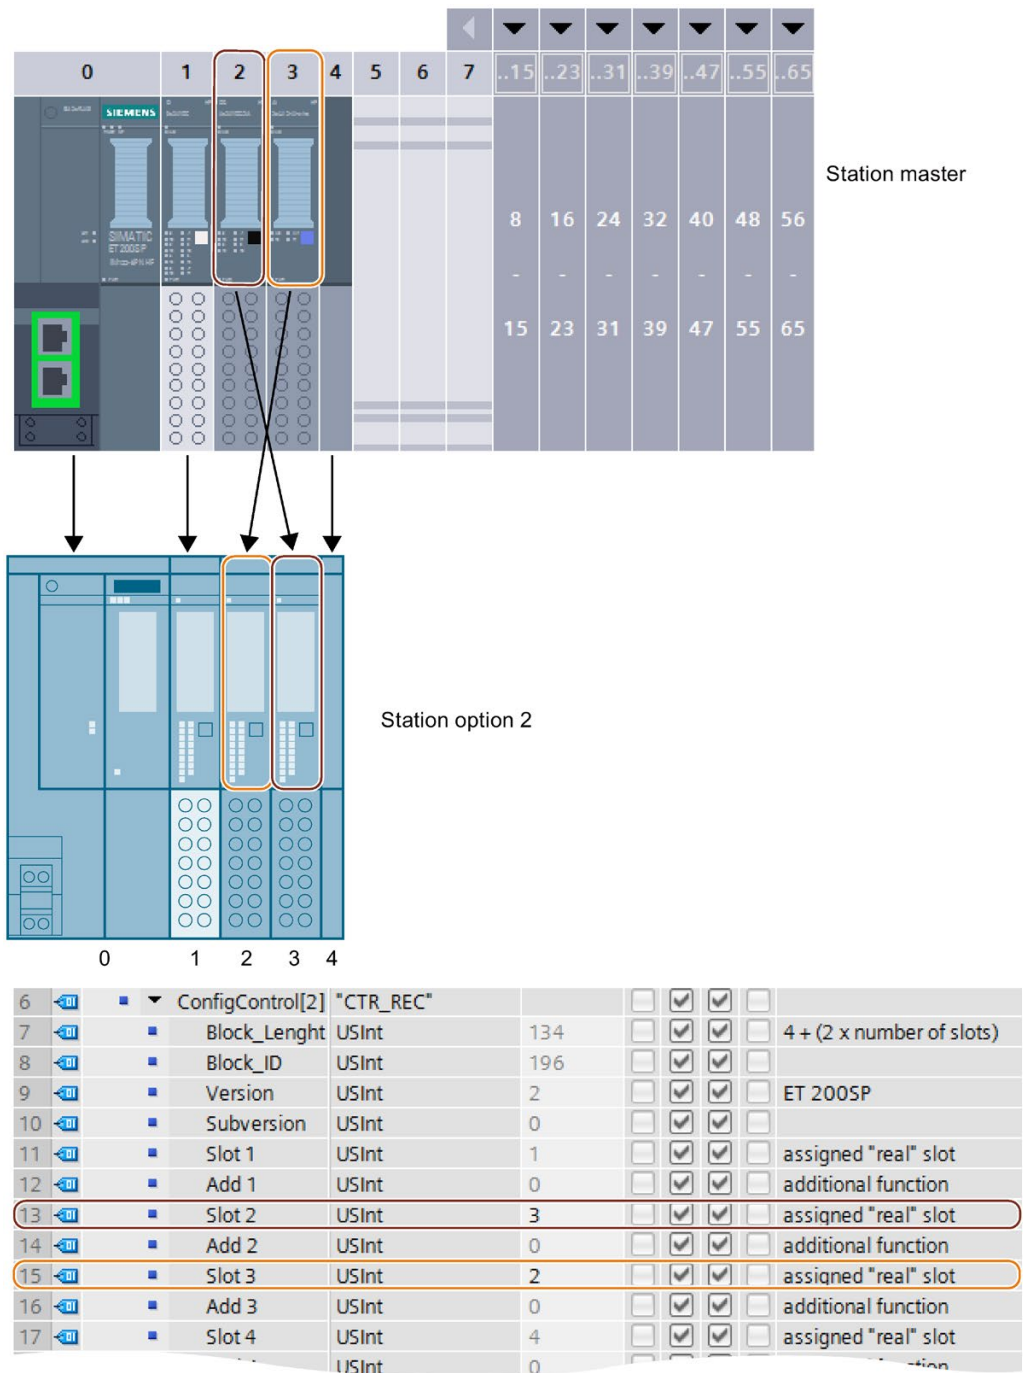 0 1 2 3 4 5 6 7 ..15 ..23 ..31 ..39 ..47 ..55 ..65
SIEMENS
Station master
8 16 24 32 40 48 56
- - - - - - -
15 23 31 39 47 55 65
SIMATIC
ET 200SP
Station option 2
0 1 2 3 4
6 ConfigControl[2] "CTR_REC"
7 Block_Lenght USInt 134 4 + (2 x number of slots)
8 Block_ID USInt 196
9 Version USInt 2 ET 200SP
10 Subversion USInt 0
11 Slot 1 USInt 1 assigned "real" slot
12 Add 1 USInt 0 additional function
13 Slot 2 USInt 3 assigned "real" slot
14 Add 2 USInt 0 additional function
15 Slot 3 USInt 2 assigned "real" slot
16 Add 3 USInt 0 additional function
17 Slot 4 USInt 4 assigned "real" slot
USInt 0